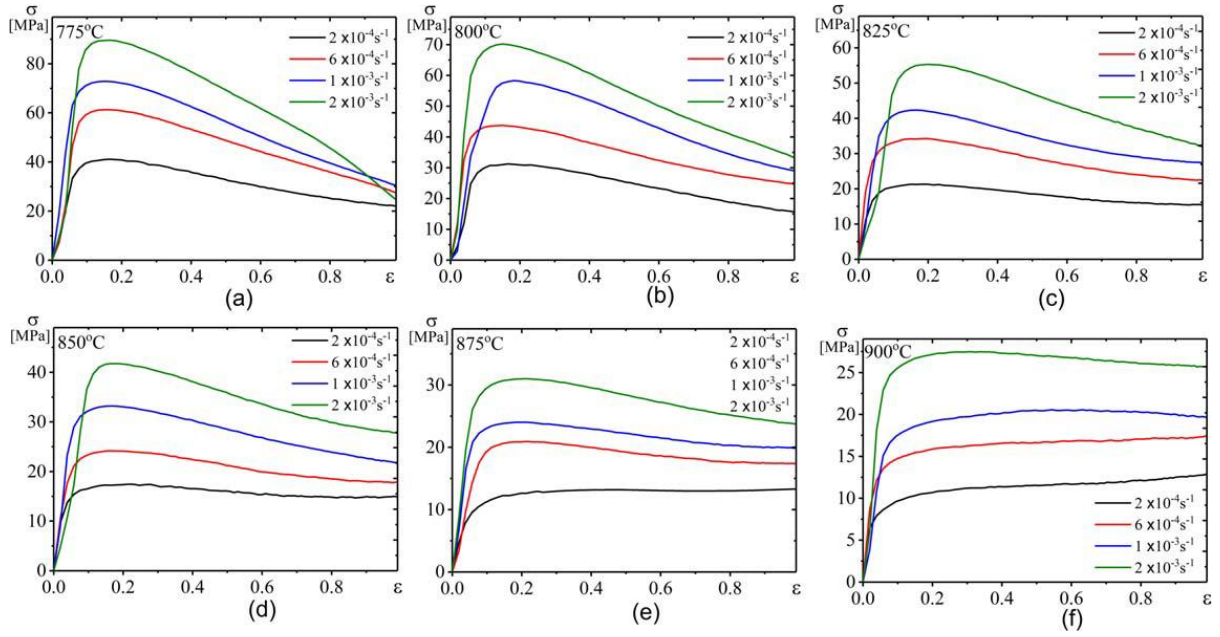 σ
[MPa]
775°C
2 x10⁻⁴s⁻¹
6 x10⁻⁴s⁻¹
1 x10⁻³s⁻¹
2 x10⁻³s⁻¹
80
60
40
20
0
0.0 0.2 0.4 0.6 0.8 ε
(a)
σ
[MPa]
800°C
2 x10⁻⁴s⁻¹
6 x10⁻⁴s⁻¹
1 x10⁻³s⁻¹
2 x10⁻³s⁻¹
70
60
50
40
30
20
10
0
0.0 0.2 0.4 0.6 0.8 ε
(b)
σ
[MPa]
825°C
2 x10⁻⁴s⁻¹
6 x10⁻⁴s⁻¹
1 x10⁻³s⁻¹
2 x10⁻³s⁻¹
60
50
40
30
20
10
0
0.0 0.2 0.4 0.6 0.8 ε
(c)
σ
[MPa]
850°C
2 x10⁻⁴s⁻¹
6 x10⁻⁴s⁻¹
1 x10⁻³s⁻¹
2 x10⁻³s⁻¹
40
30
20
10
0
0.0 0.2 0.4 0.6 0.8 ε
(d)
σ
[MPa]
875°C
2 x10⁻⁴s⁻¹
6 x10⁻⁴s⁻¹
1 x10⁻³s⁻¹
2 x10⁻³s⁻¹
30
20
10
0
0.0 0.2 0.4 0.6 0.8 ε
(e)
σ
[MPa]
900°C
25
20
15
10
5
0
2 x10⁻⁴s⁻¹
6 x10⁻⁴s⁻¹
1 x10⁻³s⁻¹
2 x10⁻³s⁻¹
0.0 0.2 0.4 0.6 0.8 ε
(f)